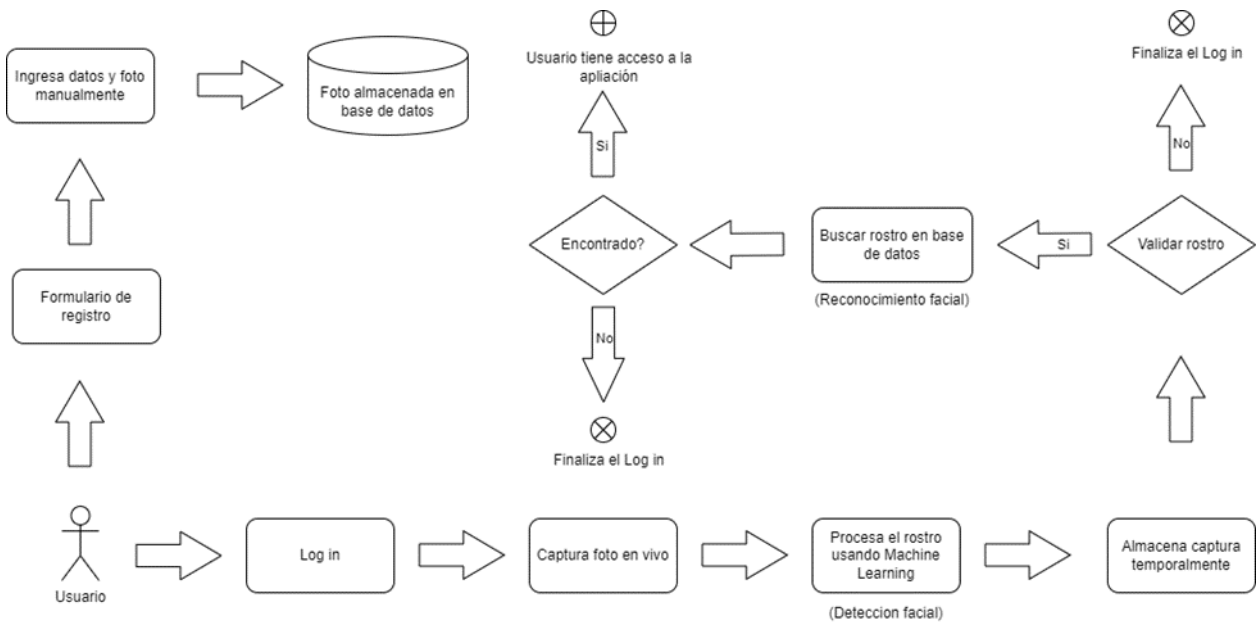 Ingresa datos y foto
manualmente
Foto almacenada en
base de datos
Usuario tiene acceso a la
apliación
Finaliza el Log in
Si
No
Encontrado?
Buscar rostro en base
de datos
(Reconocimiento facial)
Si
Validar rostro
Formulario de
registro
No
Finaliza el Log in
Usuario
Log in
Captura foto en vivo
Procesa el rostro
usando Machine
Learning
(Deteccion facial)
Almacena captura
temporalmente